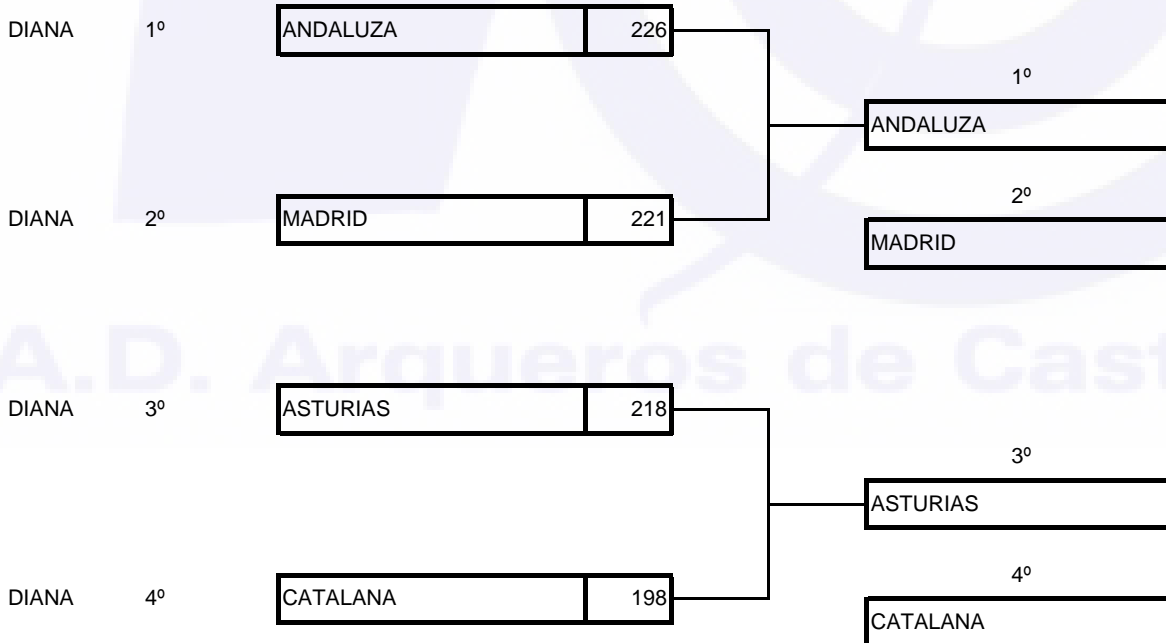 DIANA 1º ANDALUZA 226
1º
ANDALUZA
2º
DIANA 2º MADRID 221
MADRID
A.D. Arqueros de Cast
DIANA 3º ASTURIAS 218
3º
ASTURIAS
4º
DIANA 4º CATALANA 198
CATALANA